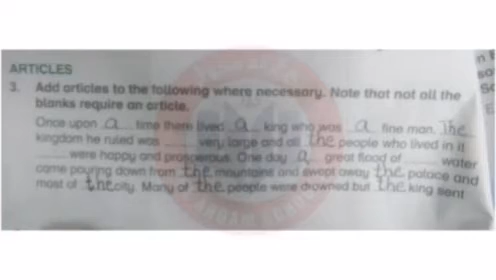 ARTICLES
3. Add articles to the following where necessary. Note that not all the
blanks require an article.
Once upon a time there lived a king who was a fine man. The
kingdom he ruled was ___ very large and all the people who lived in it
___ were happy and prosperous. One day a great flood of ___ water
came pouring down from the mountains and swept away the palace and
most of the city. Many of the people were drowned but the king sent